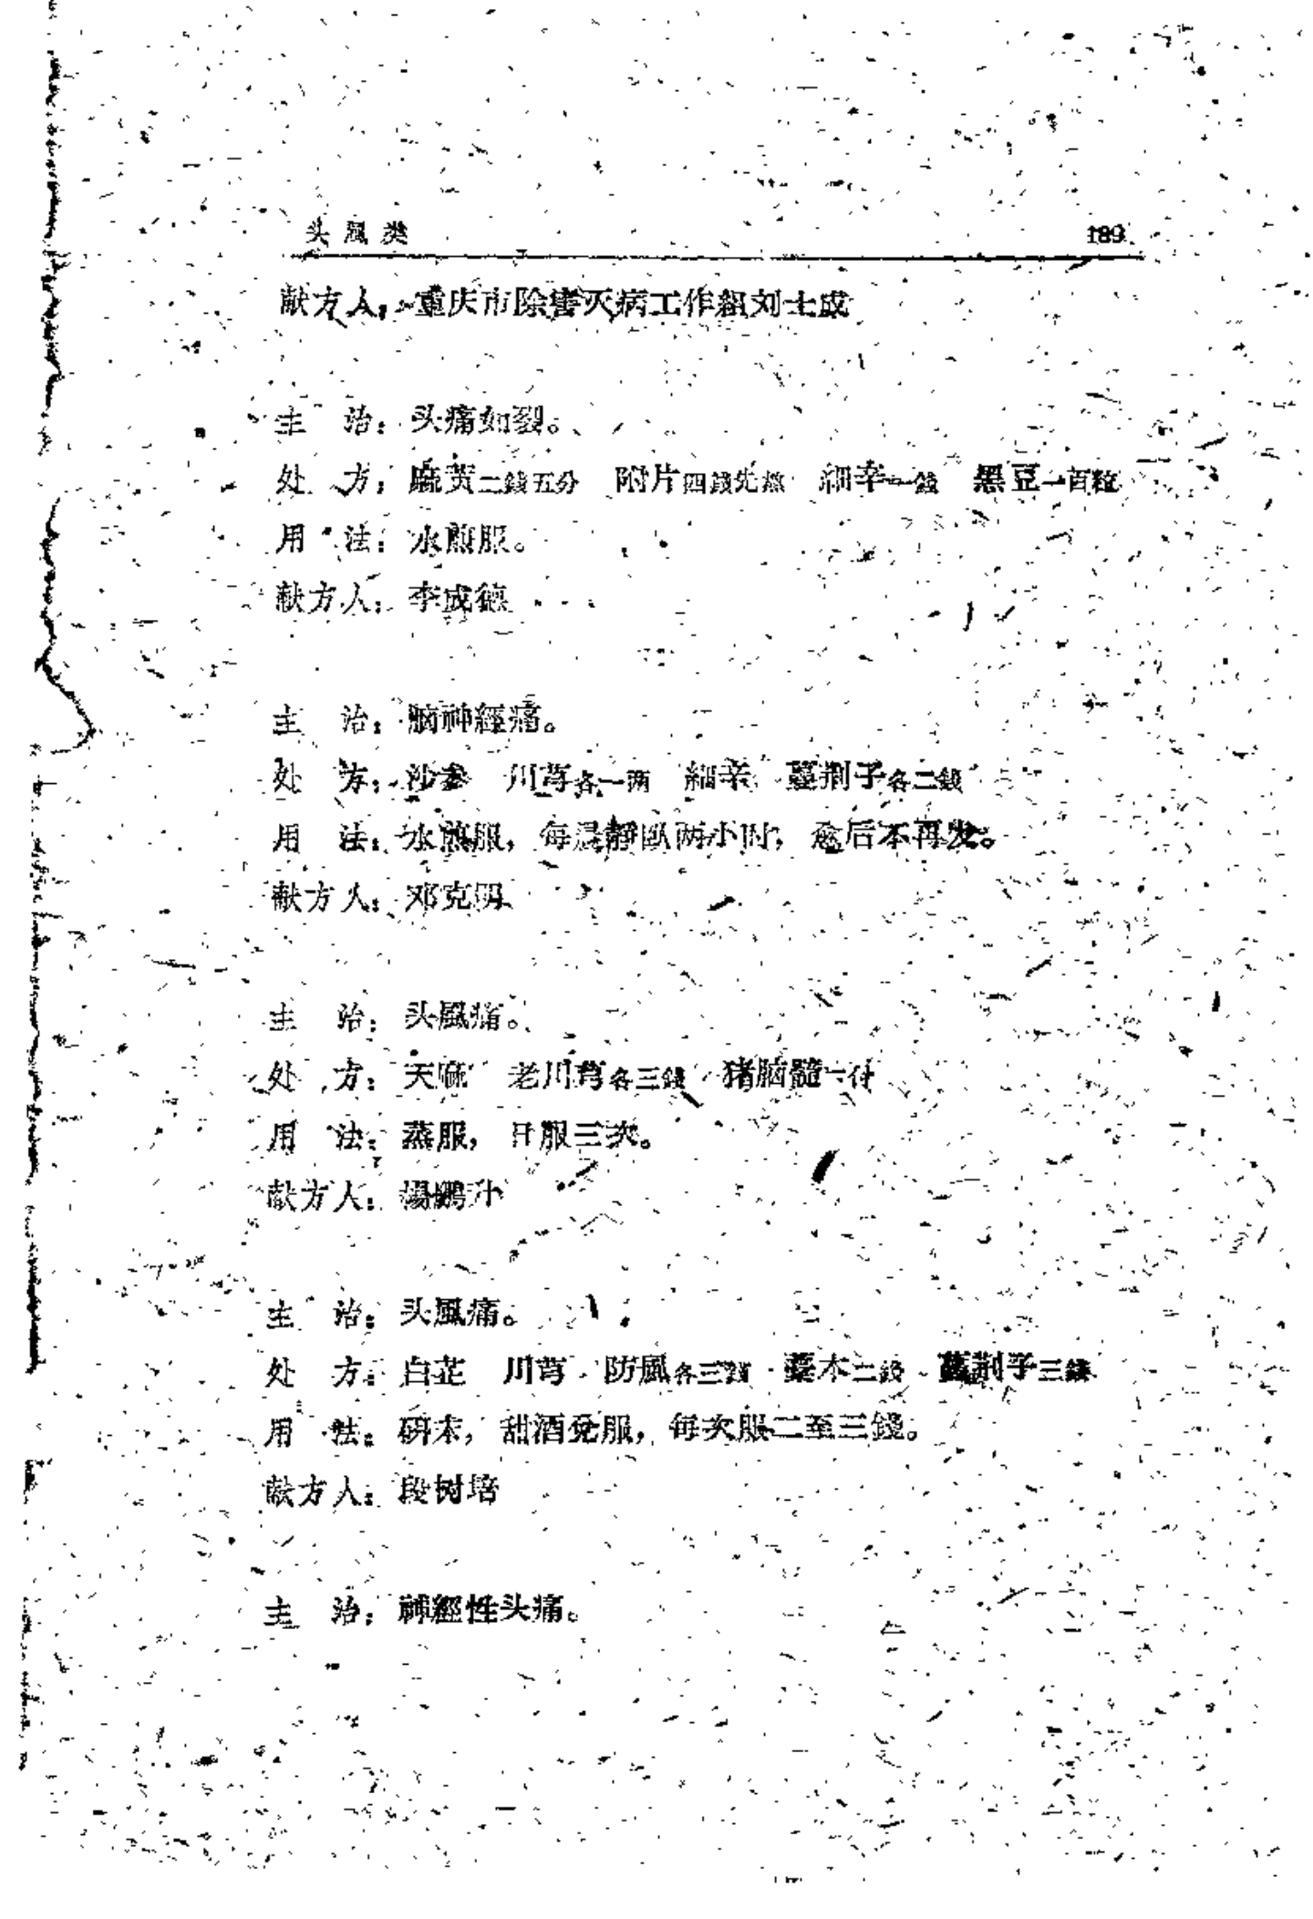 头風类 189
献方人：重庆市除害灭病工作組刘士成
主　治：头痛如裂。
处　方：麻黄二錢五分　附片四錢先熬　細辛一錢　黑豆一百粒
用　法：水煎服。
献方人：李成德
主　治：脑神經痛。
处　方：沙参　川芎各一两　細辛　蔓荆子各二錢
用　法：水煎服，每晨靜臥两小时，愈后不再发。
献方人：邓克明
主　治：头風痛。
处　方：天麻　老川芎各三錢　猪脑髓一付
用　法：蒸服，日服三次。
献方人：楊鵬升
主　治：头風痛。
处　方：白芷　川芎　防風各三錢　藁本二錢　蔓荆子三錢
用　法：研末，甜酒兌服，每次服二至三錢。
献方人：段树培
主　治：神經性头痛。